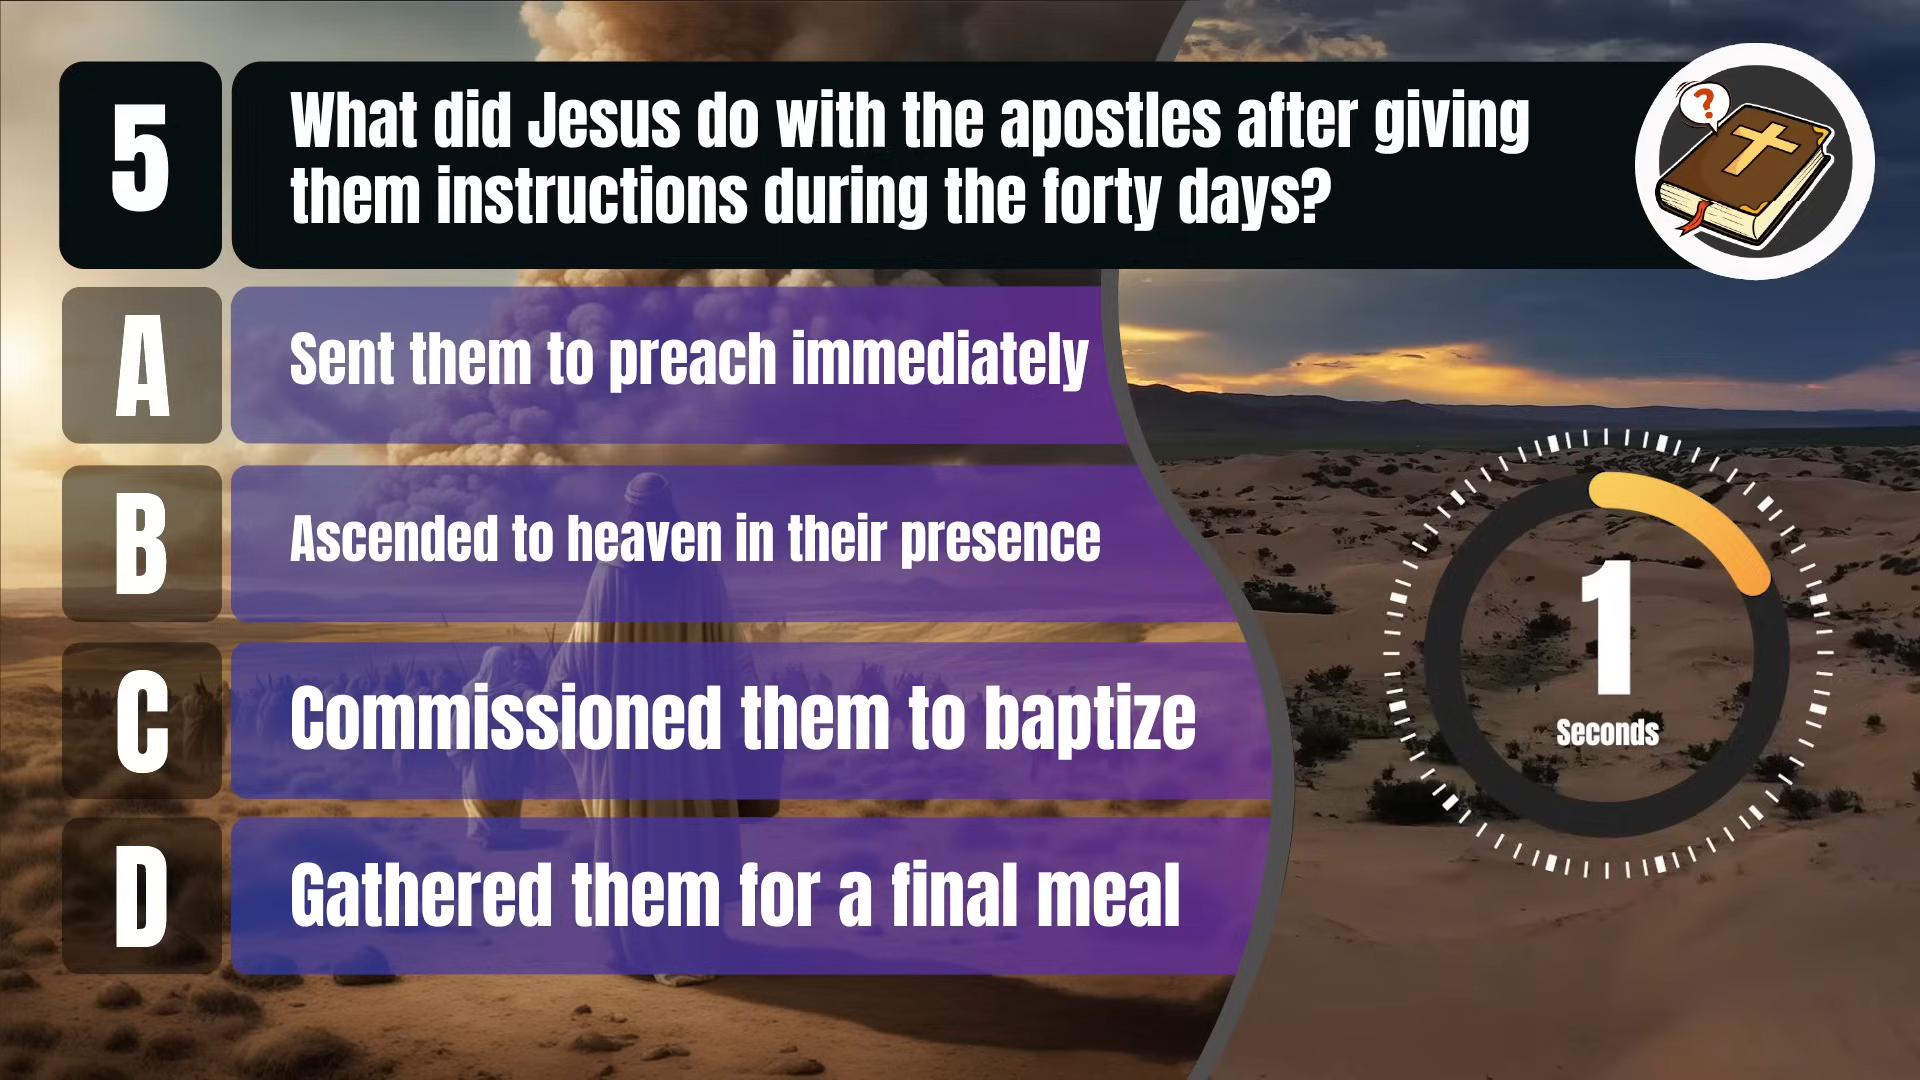 5
What did Jesus do with the apostles after giving
them instructions during the forty days?
A
Sent them to preach immediately
B
Ascended to heaven in their presence
C
Commissioned them to baptize
D
Gathered them for a final meal
?
1
Seconds